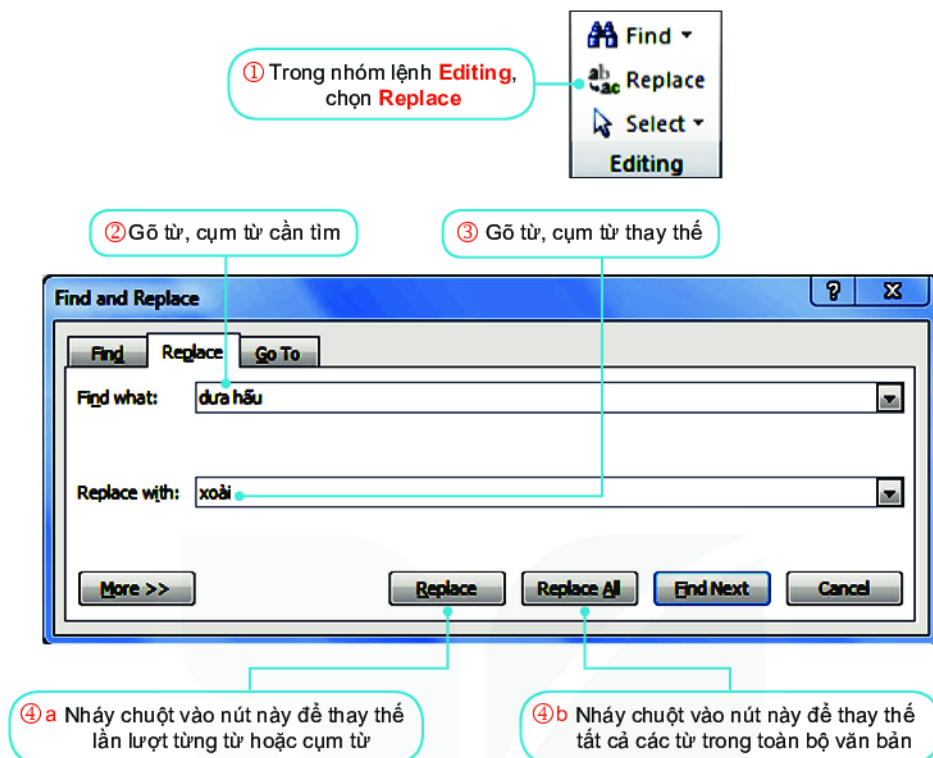 Find
① Trong nhóm lệnh Editing,
chọn Replace
Replace
Select
Editing
② Gõ từ, cụm từ cần tìm
③ Gõ từ, cụm từ thay thế
Find and Replace
Find Replace Go To
Find what: dưa hấu
Replace with: xoài
More >> Replace Replace All Find Next Cancel
④a Nháy chuột vào nút này để thay thế
lần lượt từng từ hoặc cụm từ
④b Nháy chuột vào nút này để thay thế
tất cả các từ trong toàn bộ văn bản